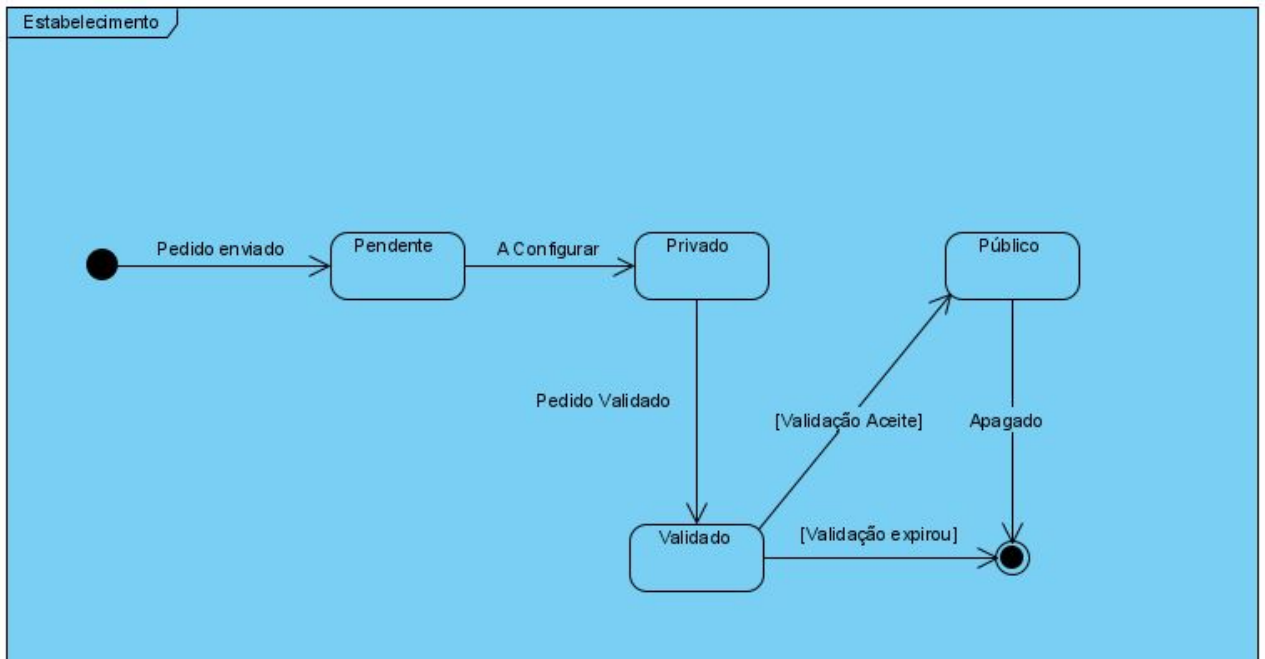 Estabelecimento
Pedido enviado
Pendente
A Configurar
Privado
Público
Pedido Validado
[Validação Aceite]
Apagado
Validado
[Validação expirou]